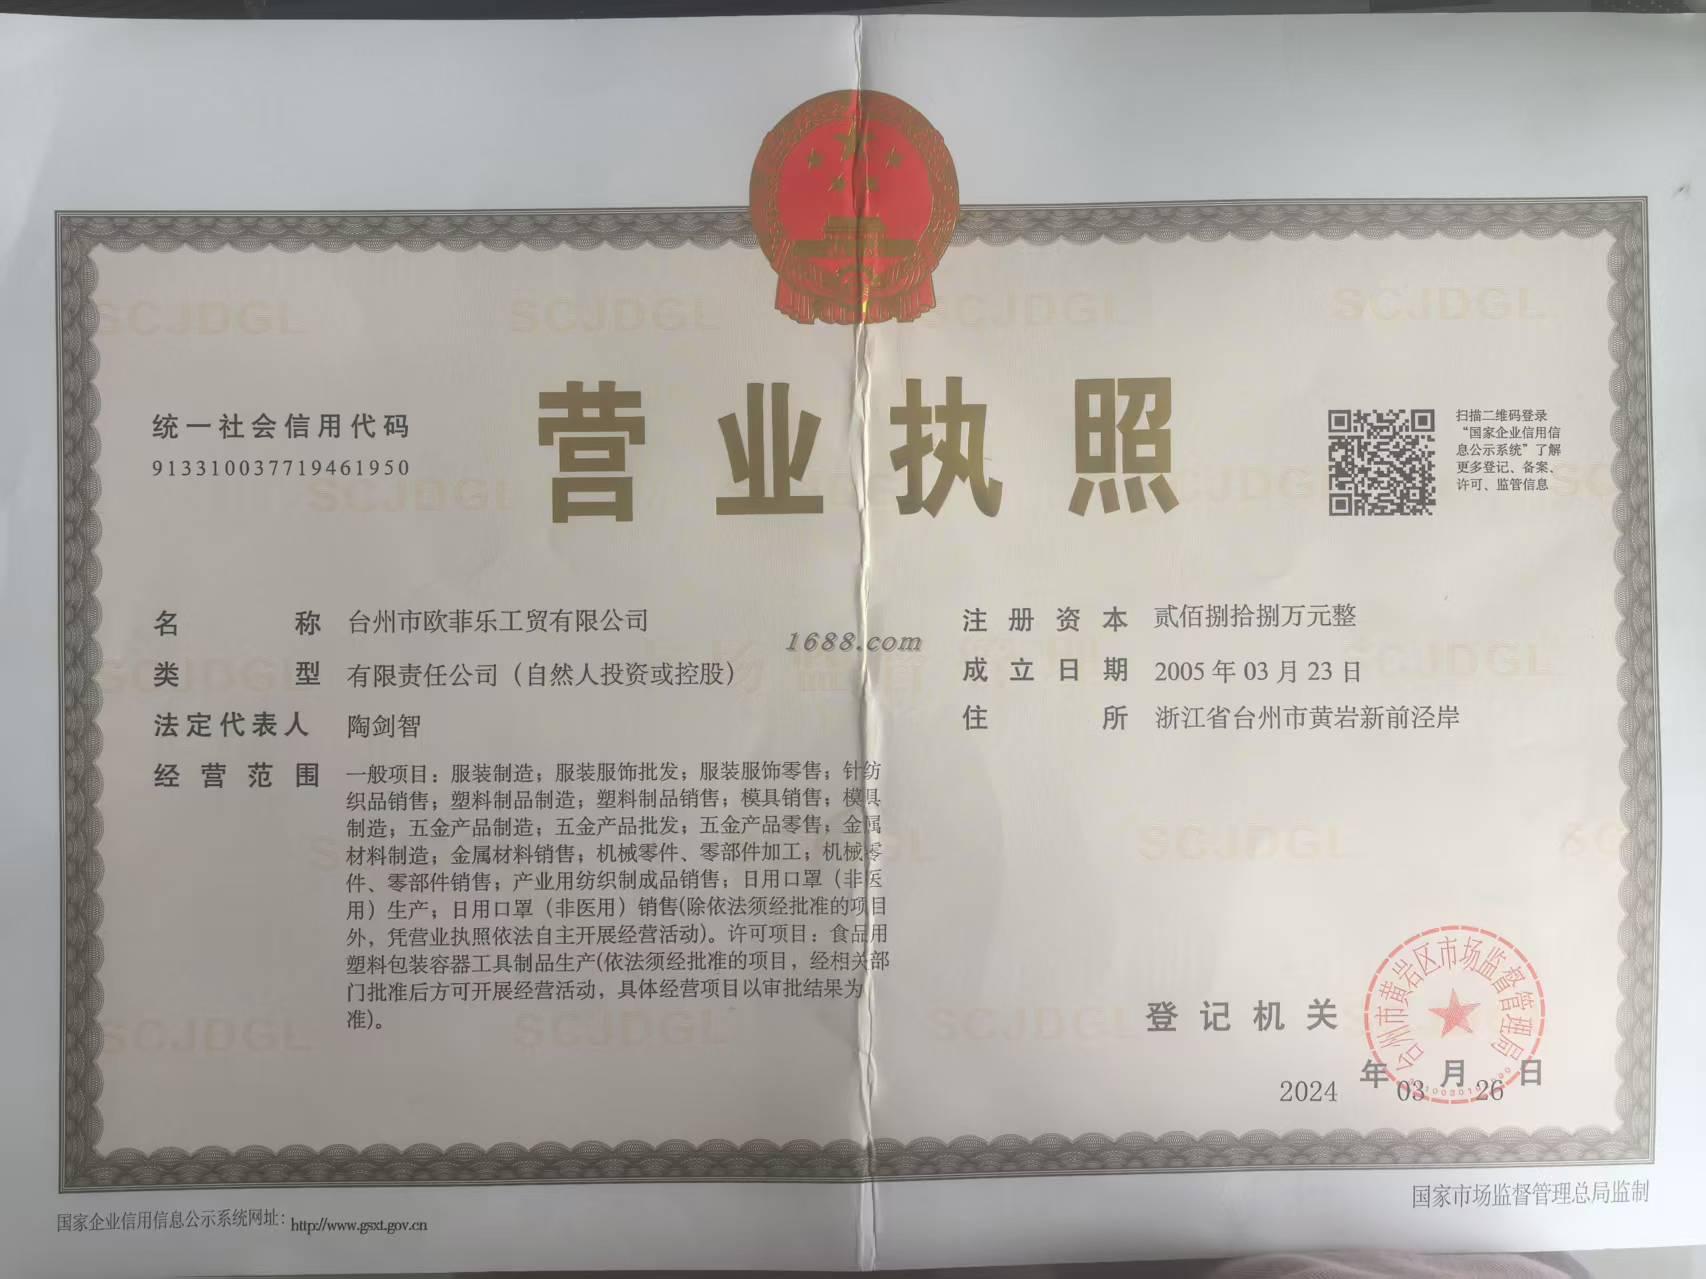 SCJDGL SCJDGL SCJDGL SCJDGL
营业执照
统一社会信用代码
913310037719461950
扫描二维码登录
“国家企业信用信
息公示系统”了解
更多登记、备案、
许可、监管信息
名称 台州市欧菲乐工贸有限公司
类型 有限责任公司（自然人投资或控股）
法定代表人 陶剑智
经营范围 一般项目：服装制造；服装服饰批发；服装服饰零售；针纺
织品销售；塑料制品制造；塑料制品销售；模具销售；模具
制造；五金产品制造；五金产品批发；五金产品零售；金属
材料制造；金属材料销售；机械零件、零部件加工；机械零
件、零部件销售；产业用纺织制成品销售；日用口罩（非医
用）生产；日用口罩（非医用）销售(除依法须经批准的项目
外，凭营业执照依法自主开展经营活动)。许可项目：食品用
塑料包装容器工具制品生产(依法须经批准的项目，经相关部
门批准后方可开展经营活动，具体经营项目以审批结果为
准)。
1688.com
注册资本 贰佰捌拾捌万元整
成立日期 2005年03月23日
住所 浙江省台州市黄岩新前泾岸
登记机关
台州市黄岩区市场监督管理局
2024年03月26日
国家企业信用信息公示系统网址：http://www.gsxt.gov.cn
国家市场监督管理总局监制